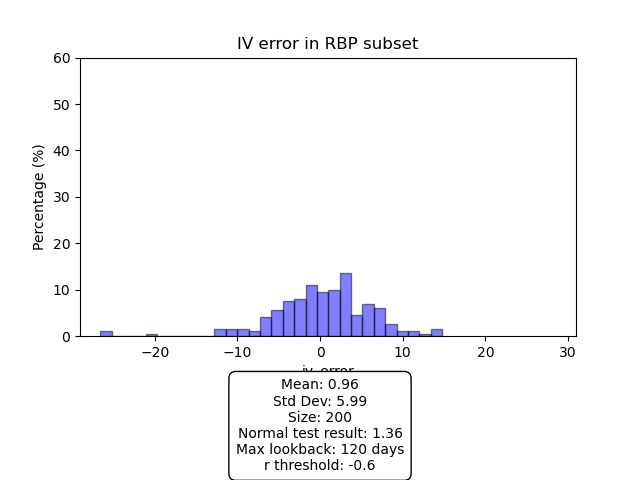 IV error in RBP subset
60
50
40
30
20
10
0
Percentage (%)
−20
−10
0
10
20
30
iv_error
Mean: 0.96
Std Dev: 5.99
Size: 200
Normal test result: 1.36
Max lookback: 120 days
r threshold: -0.6